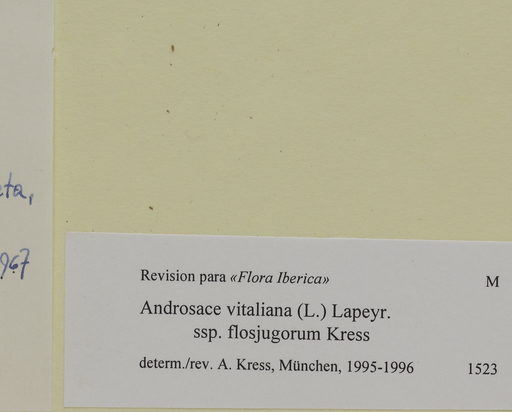 Revision para «Flora Iberica» M
Androsace vitaliana (L.) Lapeyr.
ssp. flosjugorum Kress
determ./rev. A. Kress, München, 1995-1996 1523